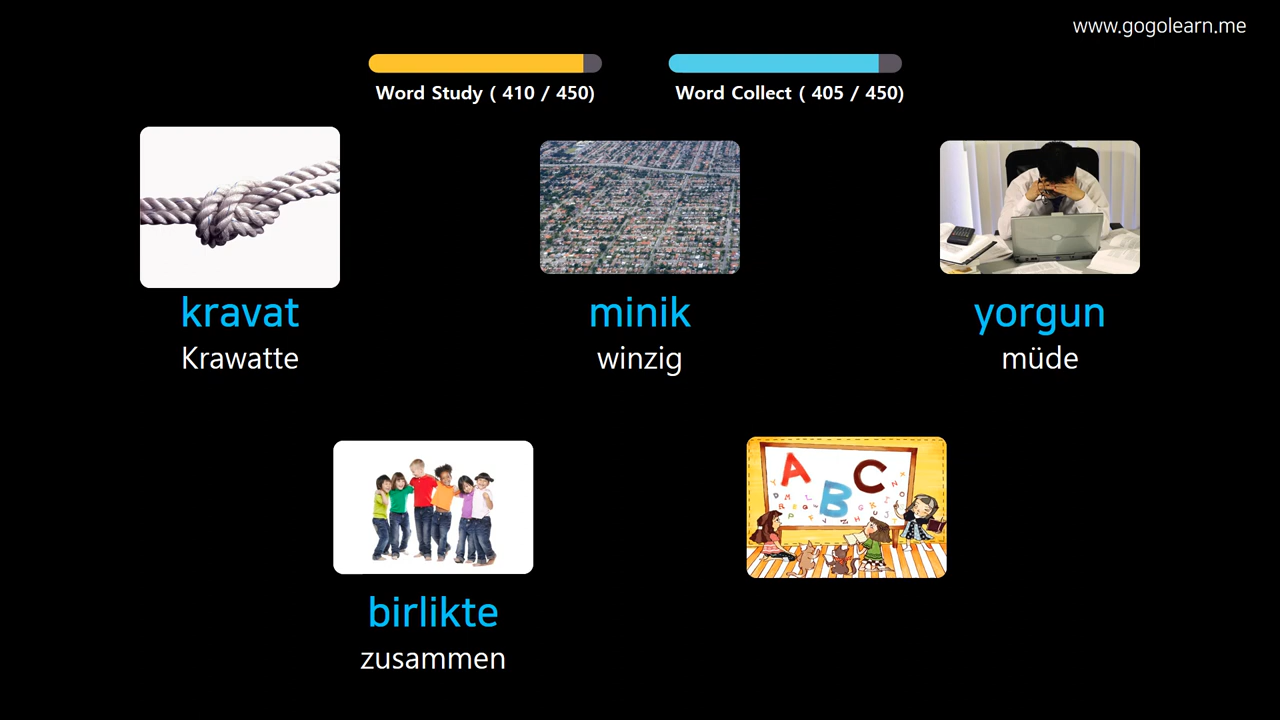 www.gogolearn.me
Word Study ( 410 / 450)
Word Collect ( 405 / 450)
kravat
Krawatte
minik
winzig
yorgun
müde
birlikte
zusammen
A B C